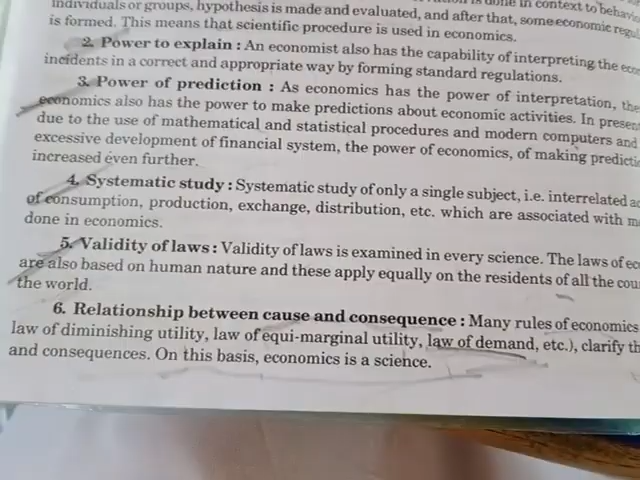 individuals or groups, hypothesis is made and evaluated, and after that, some economic
is formed. This means that scientific procedure is used in economics.
2. Power to explain : An economist also has the capability of interpreting the
incidents in a correct and appropriate way by forming standard regulations.
3. Power of prediction : As economics has the power of interpretation,
economics also has the power to make predictions about economic activities. In
due to the use of mathematical and statistical procedures and modern computers and
excessive development of financial system, the power of economics, of making
increased even further.
4. Systematic study : Systematic study of only a single subject, i.e. interrelated
of consumption, production, exchange, distribution, etc. which are associated with
done in economics.
5. Validity of laws : Validity of laws is examined in every science. The laws of
are also based on human nature and these apply equally on the residents of all the
the world.
6. Relationship between cause and consequence : Many rules of economics
law of diminishing utility, law of equi-marginal utility, law of demand, etc.), clarify
and consequences. On this basis, economics is a science.